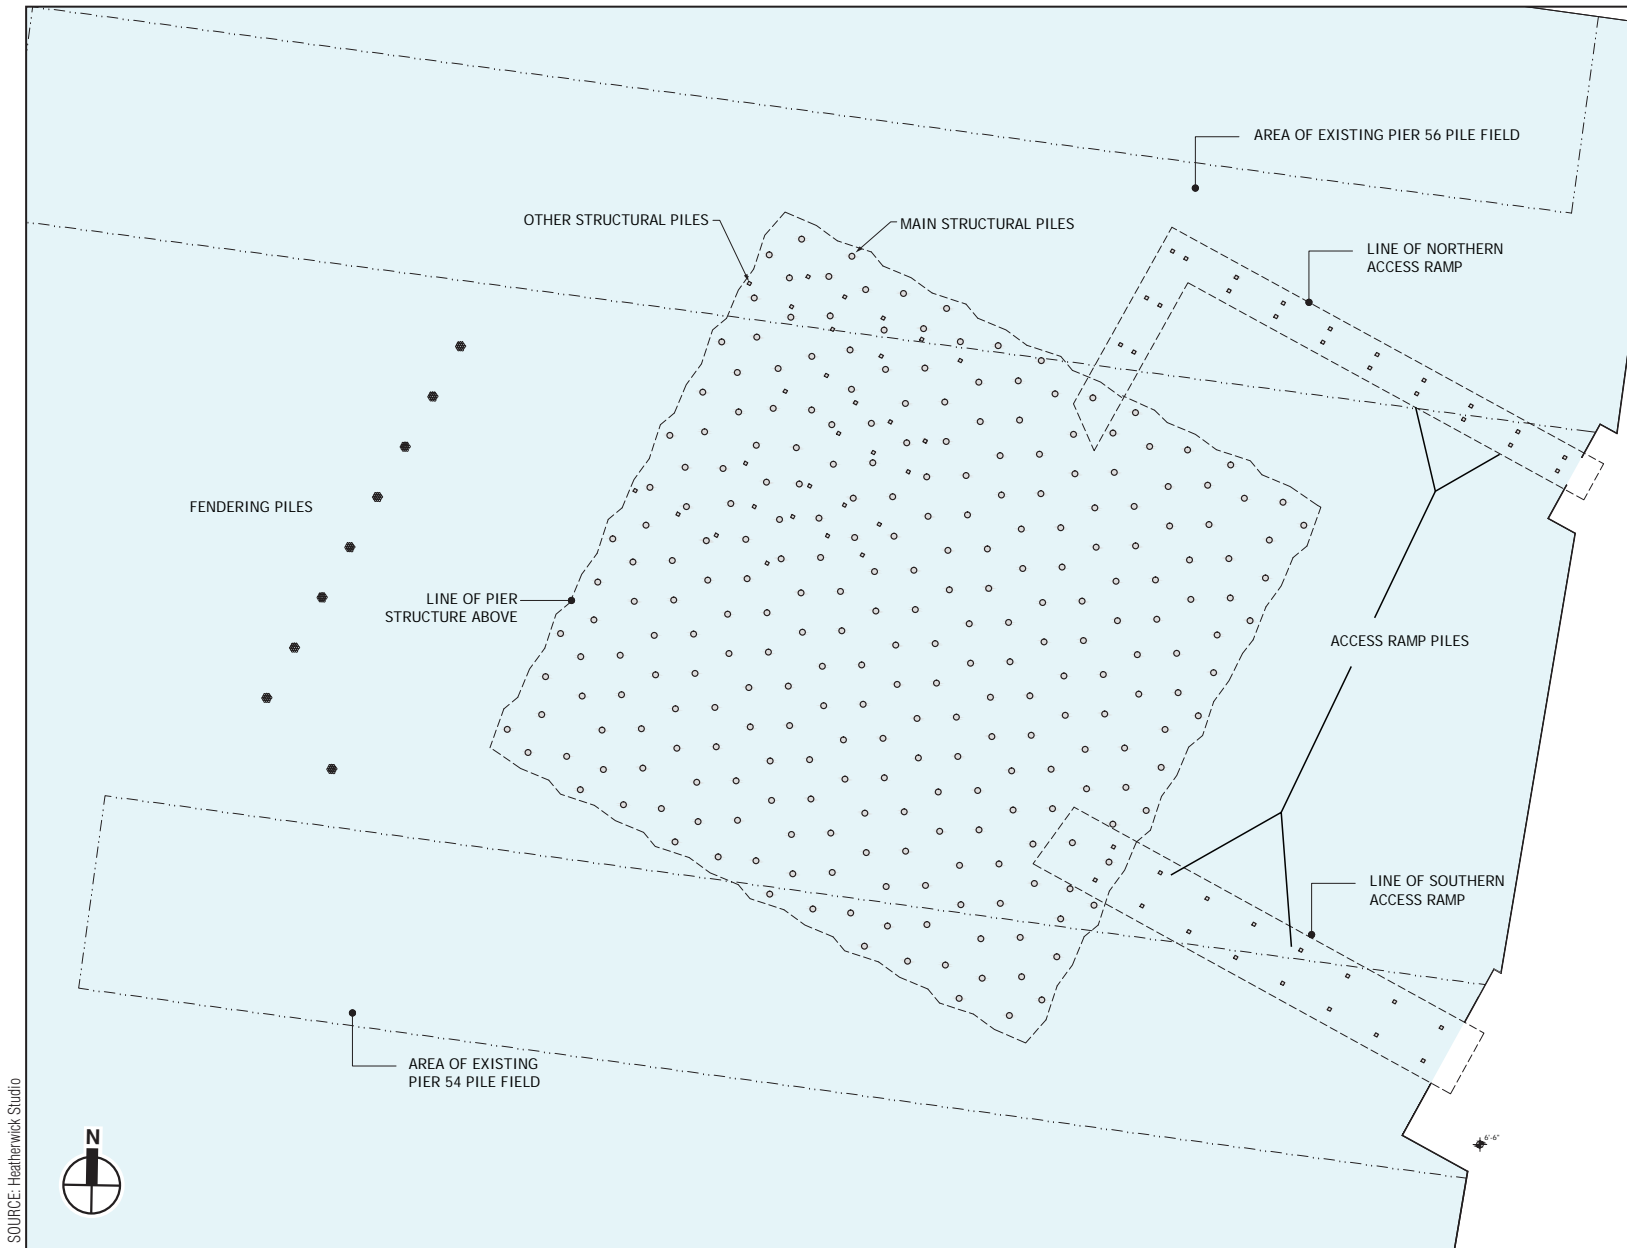 AREA OF EXISTING PIER 56 PILE FIELD
OTHER STRUCTURAL PILES
MAIN STRUCTURAL PILES
LINE OF NORTHERN
ACCESS RAMP
FENDERING PILES
LINE OF PIER
STRUCTURE ABOVE
ACCESS RAMP PILES
LINE OF SOUTHERN
ACCESS RAMP
AREA OF EXISTING
PIER 54 PILE FIELD
N
6'-6"
SOURCE: Heatherwick Studio